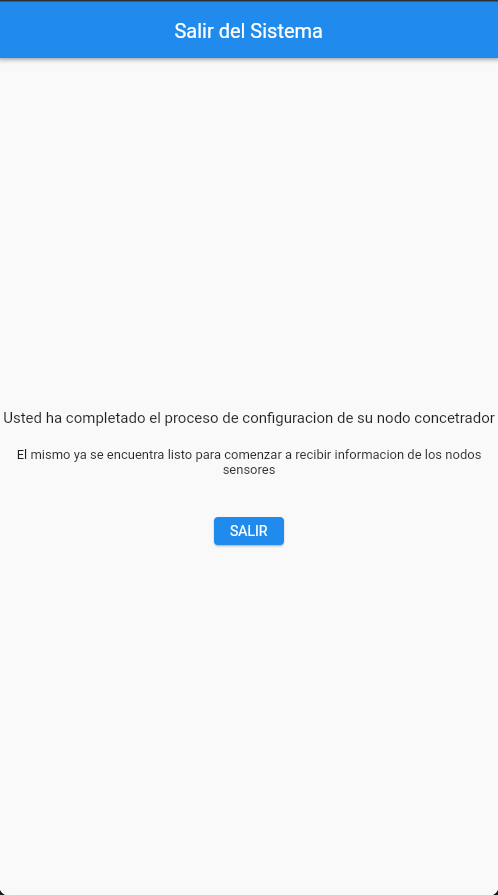 Salir del Sistema
Usted ha completado el proceso de configuracion de su nodo concetrador
El mismo ya se encuentra listo para comenzar a recibir informacion de los nodos
sensores
SALIR